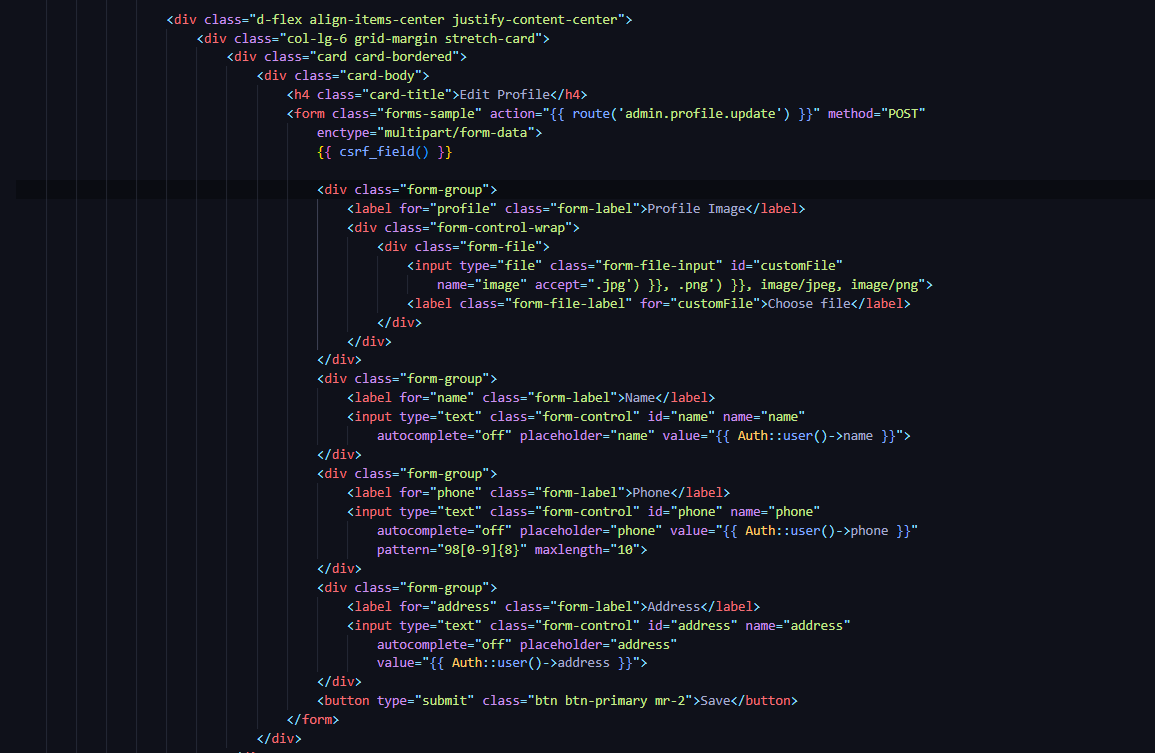 <div class="d-flex align-items-center justify-content-center">
<div class="col-lg-6 grid-margin stretch-card">
<div class="card card-bordered">
<div class="card-body">
<h4 class="card-title">Edit Profile</h4>
<form class="forms-sample" action="{{ route('admin.profile.update') }}" method="POST"
enctype="multipart/form-data">
{{ csrf_field() }}
<div class="form-group">
<label for="profile" class="form-label">Profile Image</label>
<div class="form-control-wrap">
<div class="form-file">
<input type="file" class="form-file-input" id="customFile"
name="image" accept=".jpg') }}, .png') }}, image/jpeg, image/png">
<label class="form-file-label" for="customFile">Choose file</label>
</div>
</div>
</div>
<div class="form-group">
<label for="name" class="form-label">Name</label>
<input type="text" class="form-control" id="name" name="name"
autocomplete="off" placeholder="name" value="{{ Auth::user()->name }}">
</div>
<div class="form-group">
<label for="phone" class="form-label">Phone</label>
<input type="text" class="form-control" id="phone" name="phone"
autocomplete="off" placeholder="phone" value="{{ Auth::user()->phone }}"
pattern="98[0-9]{8}" maxlength="10">
</div>
<div class="form-group">
<label for="address" class="form-label">Address</label>
<input type="text" class="form-control" id="address" name="address"
autocomplete="off" placeholder="address"
value="{{ Auth::user()->address }}">
</div>
<button type="submit" class="btn btn-primary mr-2">Save</button>
</form>
</div>